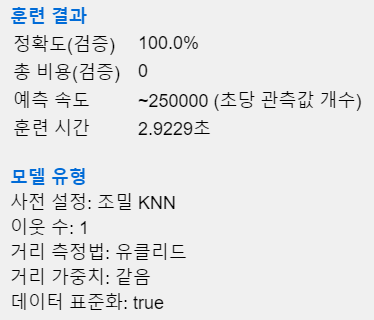 훈련 결과
정확도(검증) 100.0%
총 비용(검증) 0
예측 속도 ~250000 (초당 관측값 개수)
훈련 시간 2.9229초
모델 유형
사전 설정: 조밀 KNN
이웃 수: 1
거리 측정법: 유클리드
거리 가중치: 같음
데이터 표준화: true